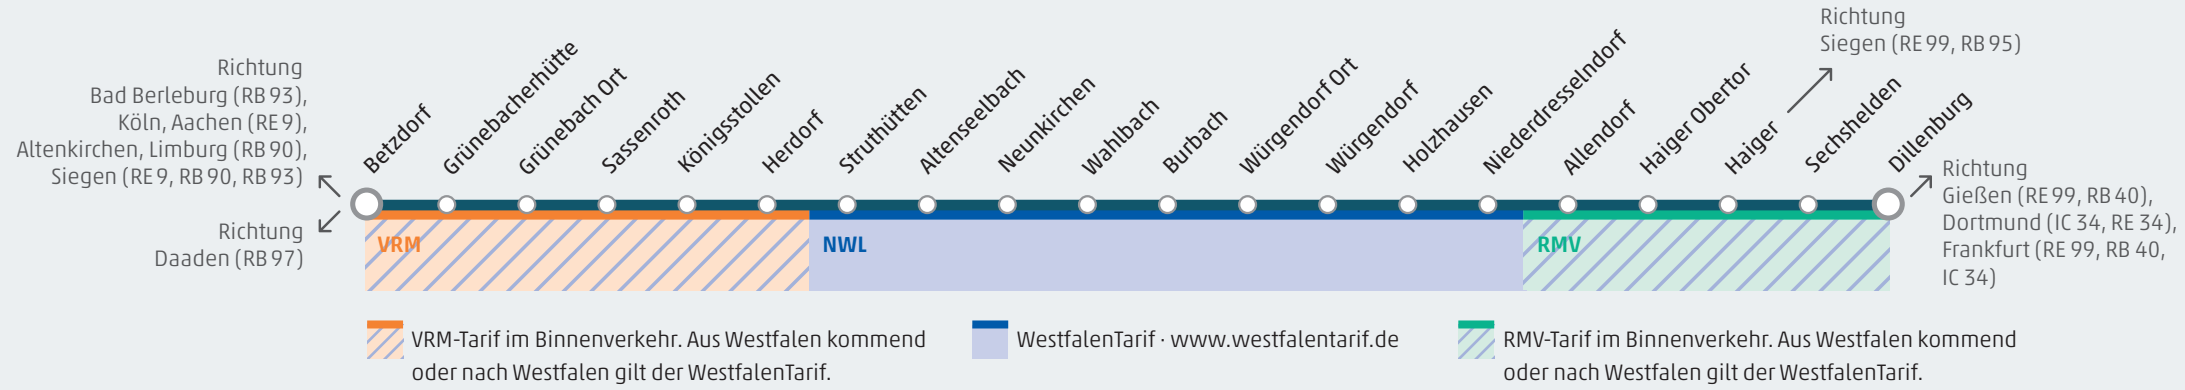 Richtung
Bad Berleburg (RB 93),
Köln, Aachen (RE 9),
Altenkirchen, Limburg (RB 90),
Siegen (RE 9, RB 90, RB 93)
Richtung
Daaden (RB 97)
Betzdorf
Grünebacherhütte
Grünebach Ort
Sassenroth
Königsstollen
Herdorf
Struthütten
Altenseelbach
Neunkirchen
Wahlbach
Burbach
Würgendorf Ort
Würgendorf
Holzhausen
Niederdresselndorf
Allendorf
Haiger Obertor
Haiger
Sechshelden
Dillenburg
Richtung
Siegen (RE 99, RB 95)
Richtung
Gießen (RE 99, RB 40),
Dortmund (IC 34, RE 34),
Frankfurt (RE 99, RB 40,
IC 34)
VRM
NWL
RMV
VRM-Tarif im Binnenverkehr. Aus Westfalen kommend
oder nach Westfalen gilt der WestfalenTarif.
WestfalenTarif · www.westfalentarif.de
RMV-Tarif im Binnenverkehr. Aus Westfalen kommend
oder nach Westfalen gilt der WestfalenTarif.